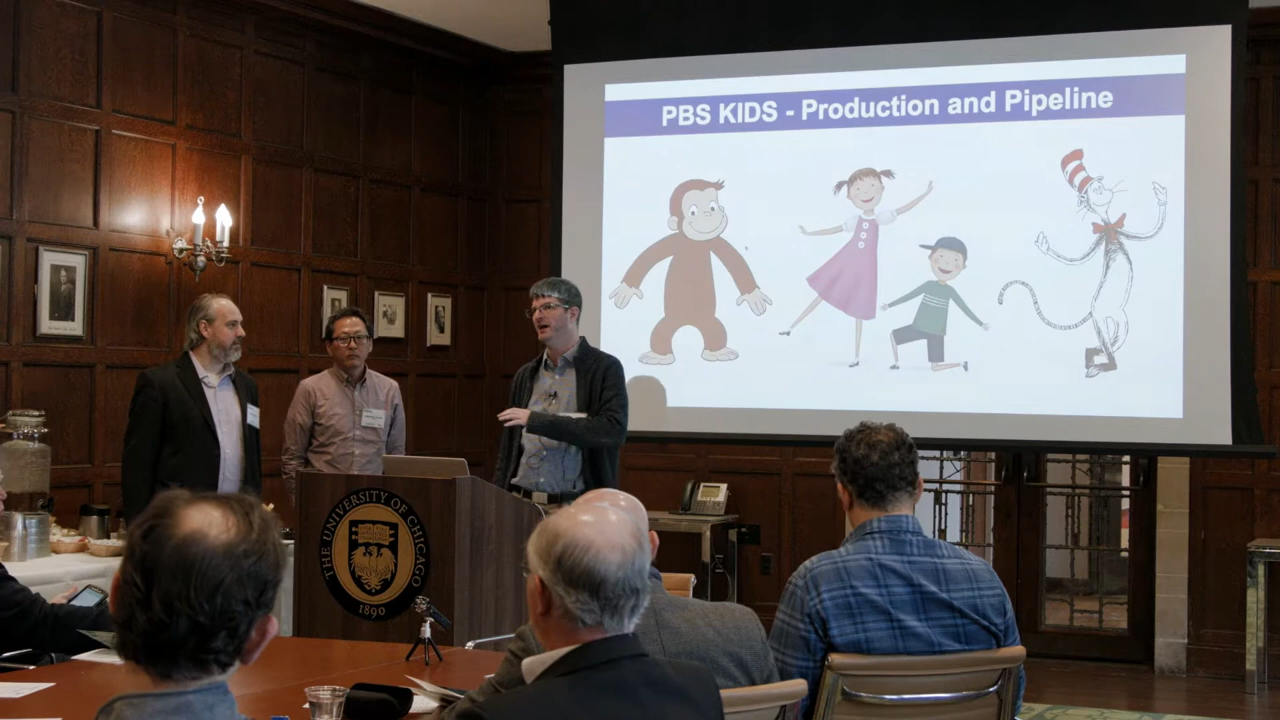 PBS KIDS - Production and Pipeline
THE UNIVERSITY OF CHICAGO
1890